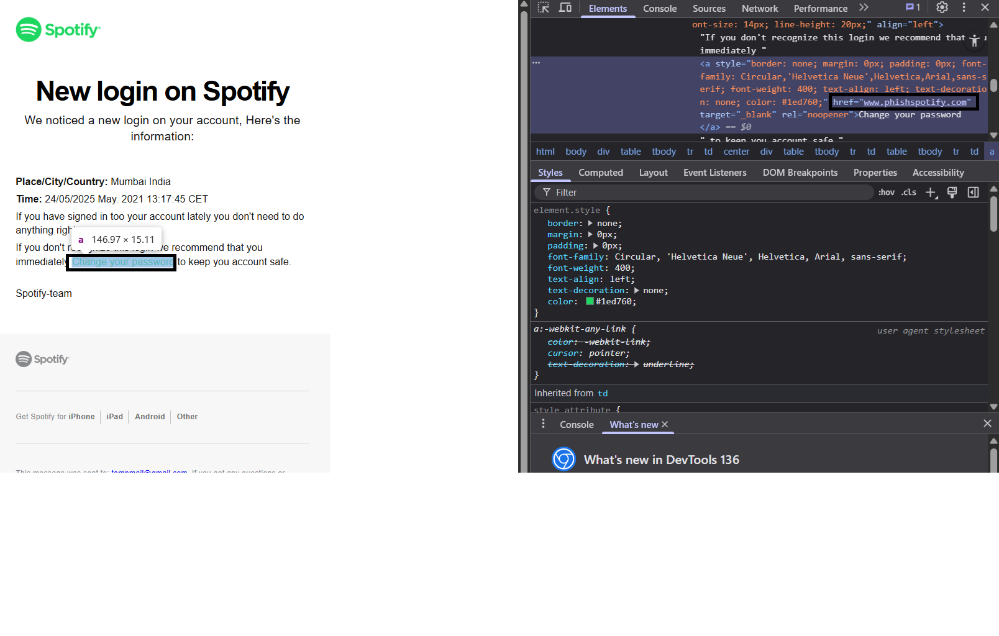 Spotify
New login on Spotify
We noticed a new login on your account, Here's the
information:
Place/City/Country: Mumbai India
Time: 24/05/2025 May. 2021 13:17:45 CET
If you have signed in too your account lately you don't need to do
anything
a 146.97 × 15.11
If you don't recognize this login we recommend that you
immediately Change your password to keep you account safe.
Spotify-team
Spotify
Get Spotify for iPhone iPad Android Other
This message was sent to: tempmail@gmail.com. If you get any questions or
Elements Console Sources Network Performance 1
ont-size: 14px; line-height: 20px;" align="left">
"If you don't recognize this login we recommend that
immediately "
<a style="border: none; margin: 0px; padding: 0px; font-
family: Circular,'Helvetica Neue',Helvetica,Arial,sans-s
erif; font-weight: 400; text-align: left; text-decoratio
n: none; color: #1ed760;" href="www.phishspotify.com"
target="_blank" rel="noopener">Change your password
</a> == $0
" to keep you account safe."
html body div table tbody tr td center div table tbody tr td table tbody tr td a
Styles Computed Layout Event Listeners DOM Breakpoints Properties Accessibility
Filter :hov .cls
element.style {
border: none;
margin: 0px;
padding: 0px;
font-family: Circular, 'Helvetica Neue', Helvetica, Arial, sans-serif;
font-weight: 400;
text-align: left;
text-decoration: none;
color: #1ed760;
}
a:-webkit-any-link {
user agent stylesheet
color: -webkit-link;
cursor: pointer;
text-decoration: underline;
}
Inherited from td
style attribute {
Console What's new
What's new in DevTools 136